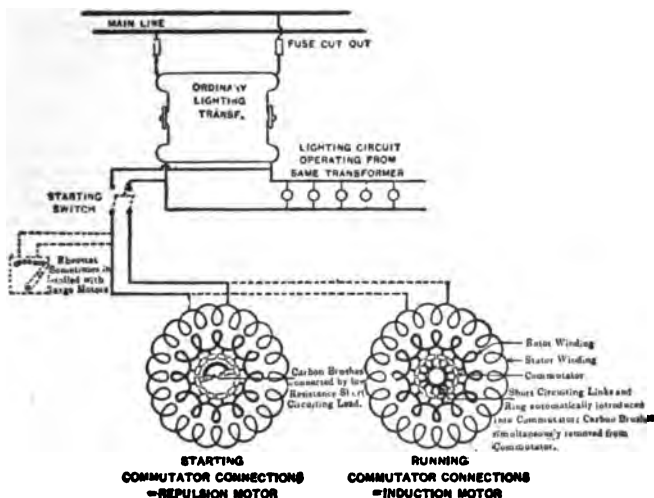 MAIN LINE
FUSE CUT OUT
ORDINARY
LIGHTING
TRANSF.
LIGHTING CIRCUIT
OPERATING FROM
SAME TRANSFORMER
STARTING
SWITCH
Rheostat
Sometimes in
stalled with
Large Motors
Rotor Winding
Stator Winding
Commutator
Carbon Brushes
connected by low
Resistance Short
Circuiting Lead.
Short Circuiting Links and
Ring automatically introduced
into Commutator; Carbon Brushes
simultaneously removed from
Commutator.
STARTING
COMMUTATOR CONNECTIONS
=REPULSION MOTOR
RUNNING
COMMUTATOR CONNECTIONS
=INDUCTION MOTOR